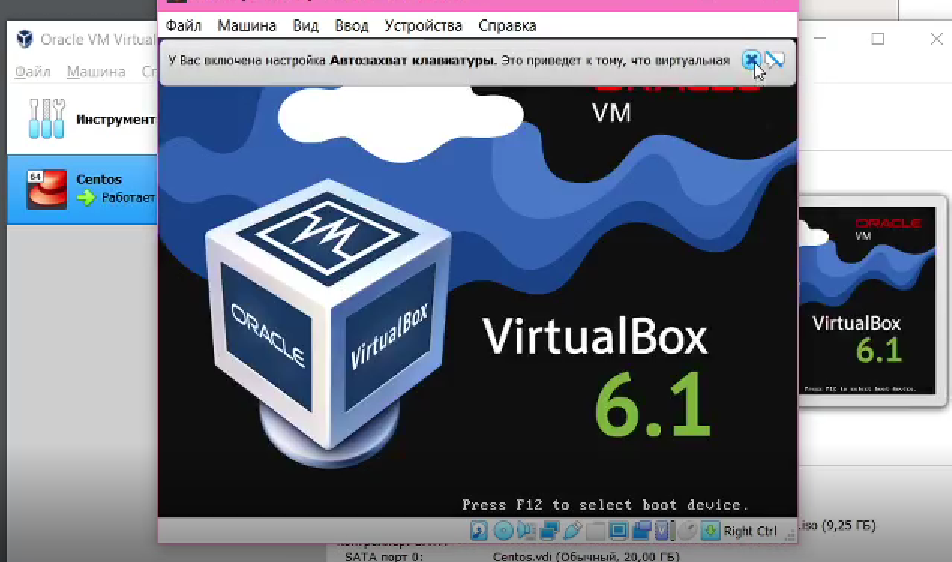 Файл Машина Вид Ввод Устройства Справка
Oracle VM Virtual
У Вас включена настройка Автозахват клавиатуры. Это приведет к тому, что виртуальная
Файл Машина
Инструмент
64
Centos
Работает
VM
ORACLE
VirtualBox
VirtualBox
6.1
Press F12 to select boot device.
Right Ctrl
ORACLE
VM
VirtualBox
6.1
Press F12 to select boot device.
.iso (9,25 ГБ)
SATA порт 0: Centos.vdi (Обычный, 20,00 ГБ)